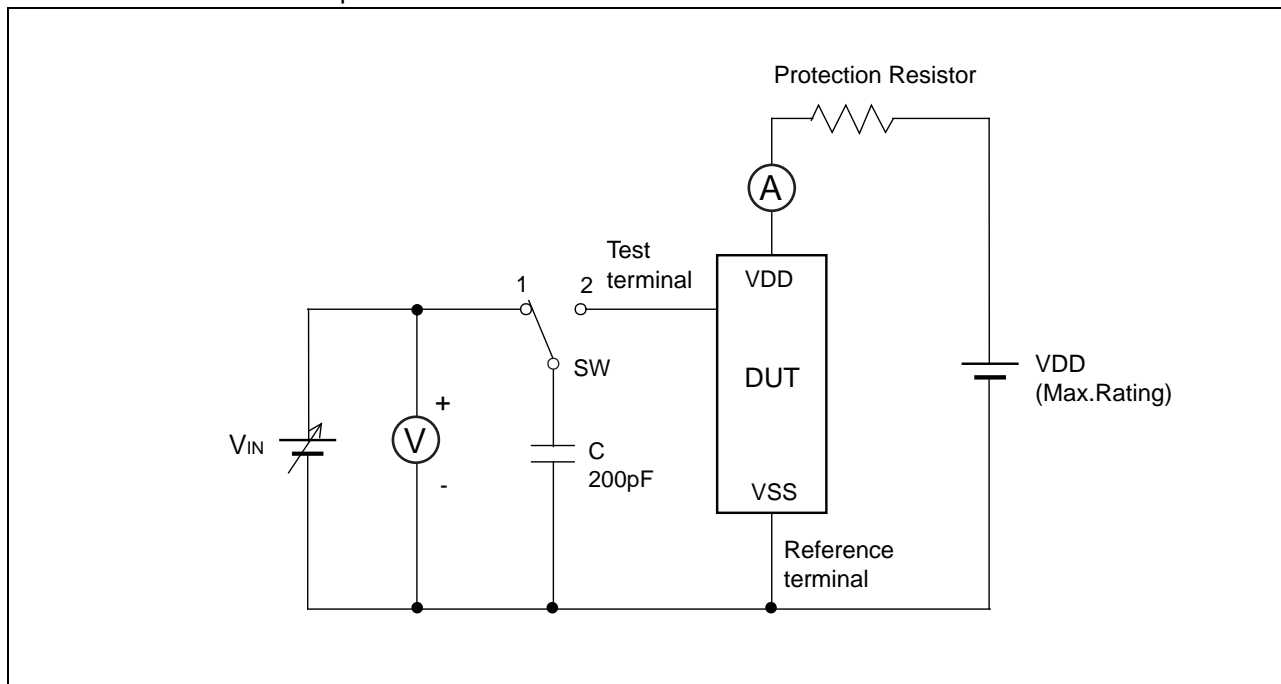 Protection Resistor
A
Test
terminal
1
2
VDD
SW
DUT
VDD
(Max.Rating)
VIN
+
V
-
C
200pF
VSS
Reference
terminal